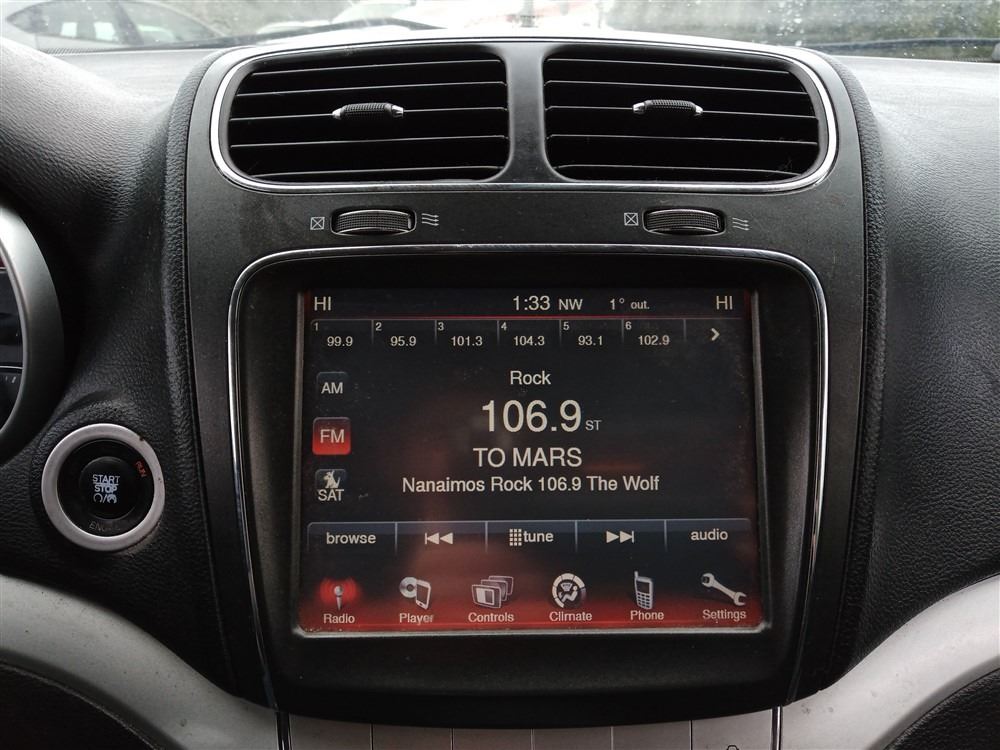 HI 1:33 NW 1° out. HI
1 2 3 4 5 6
99.9 95.9 101.3 104.3 93.1 102.9
Rock
AM
106.9 ST
FM
TO MARS
Nanaimos Rock 106.9 The Wolf
SAT
START
STOP
RUN
ENGINE
browse tune audio
Radio Player Controls Climate Phone Settings